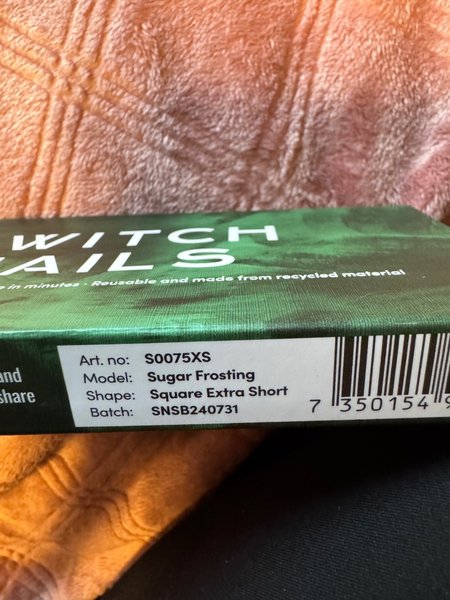 WITCH
AILS
in minutes · Reusable and made from recycled material
and
share
Art. no: S0075XS
Model: Sugar Frosting
Shape: Square Extra Short
Batch: SNSB240731
7 350154